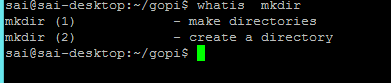 sai@sai-desktop:~/gopi$ whatis  mkdir
mkdir (1)            - make directories
mkdir (2)            - create a directory
sai@sai-desktop:~/gopi$